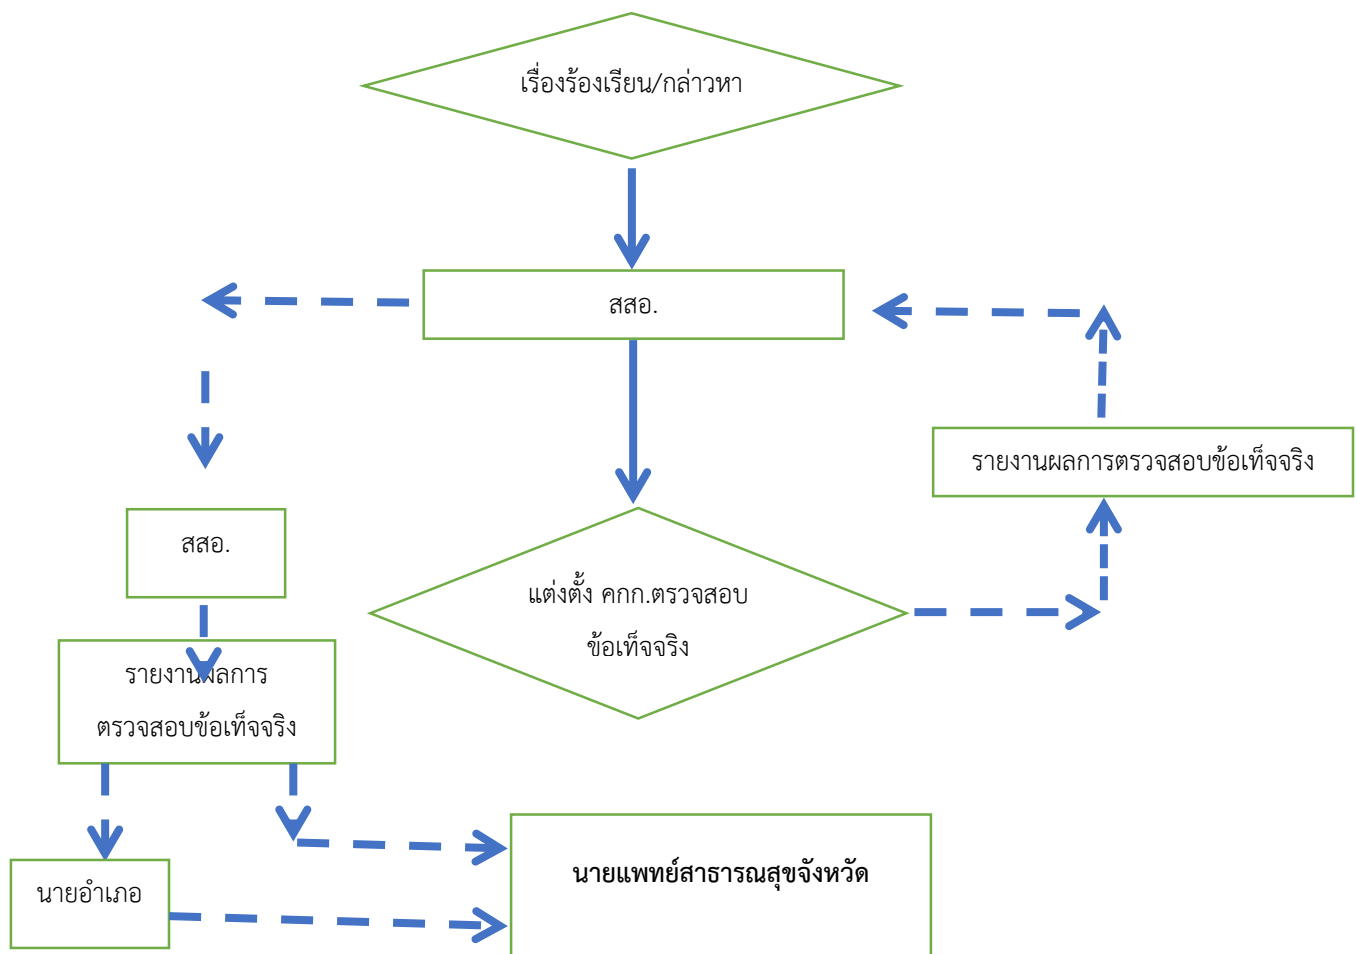 เรื่องร้องเรียน/กล่าวหา
สสอ.
รายงานผลการตรวจสอบข้อเท็จจริง
สสอ.
แต่งตั้ง คกก.ตรวจสอบ
ข้อเท็จจริง
รายงานผลการ
ตรวจสอบข้อเท็จจริง
นายแพทย์สาธารณสุขจังหวัด
นายอำเภอ